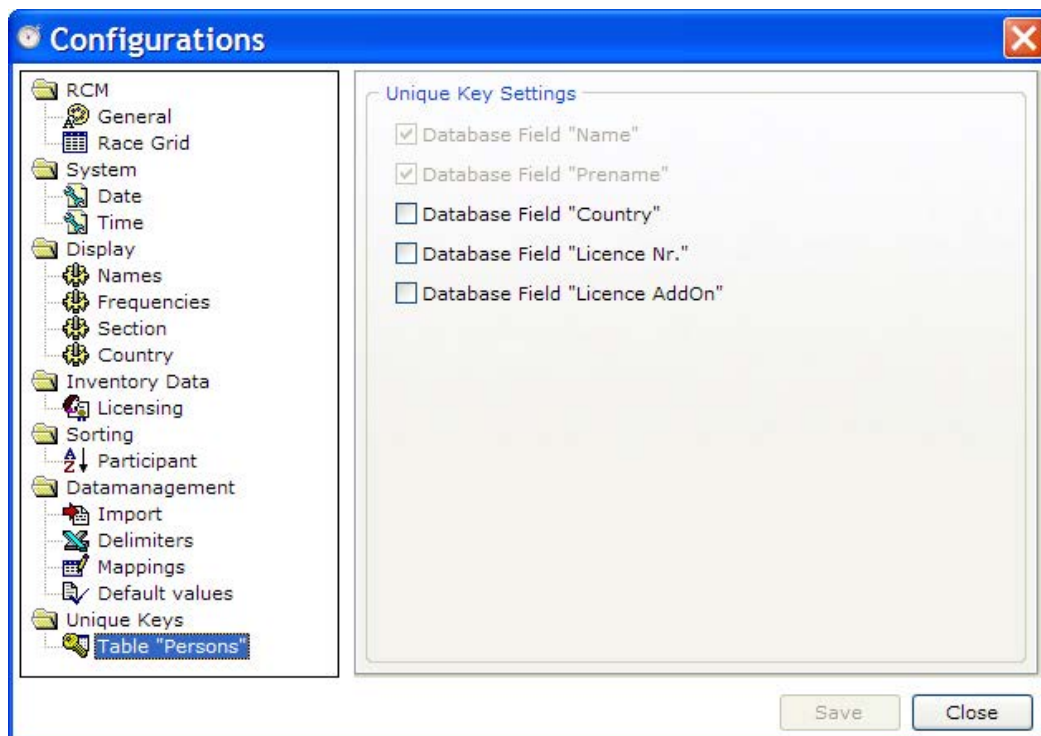 Configurations
RCM
General
Race Grid
System
Date
Time
Display
Names
Frequencies
Section
Country
Inventory Data
Licensing
Sorting
Participant
Datamanagement
Import
Delimiters
Mappings
Default values
Unique Keys
Table "Persons"
Unique Key Settings
Database Field "Name"
Database Field "Prename"
Database Field "Country"
Database Field "Licence Nr."
Database Field "Licence AddOn"
Save
Close